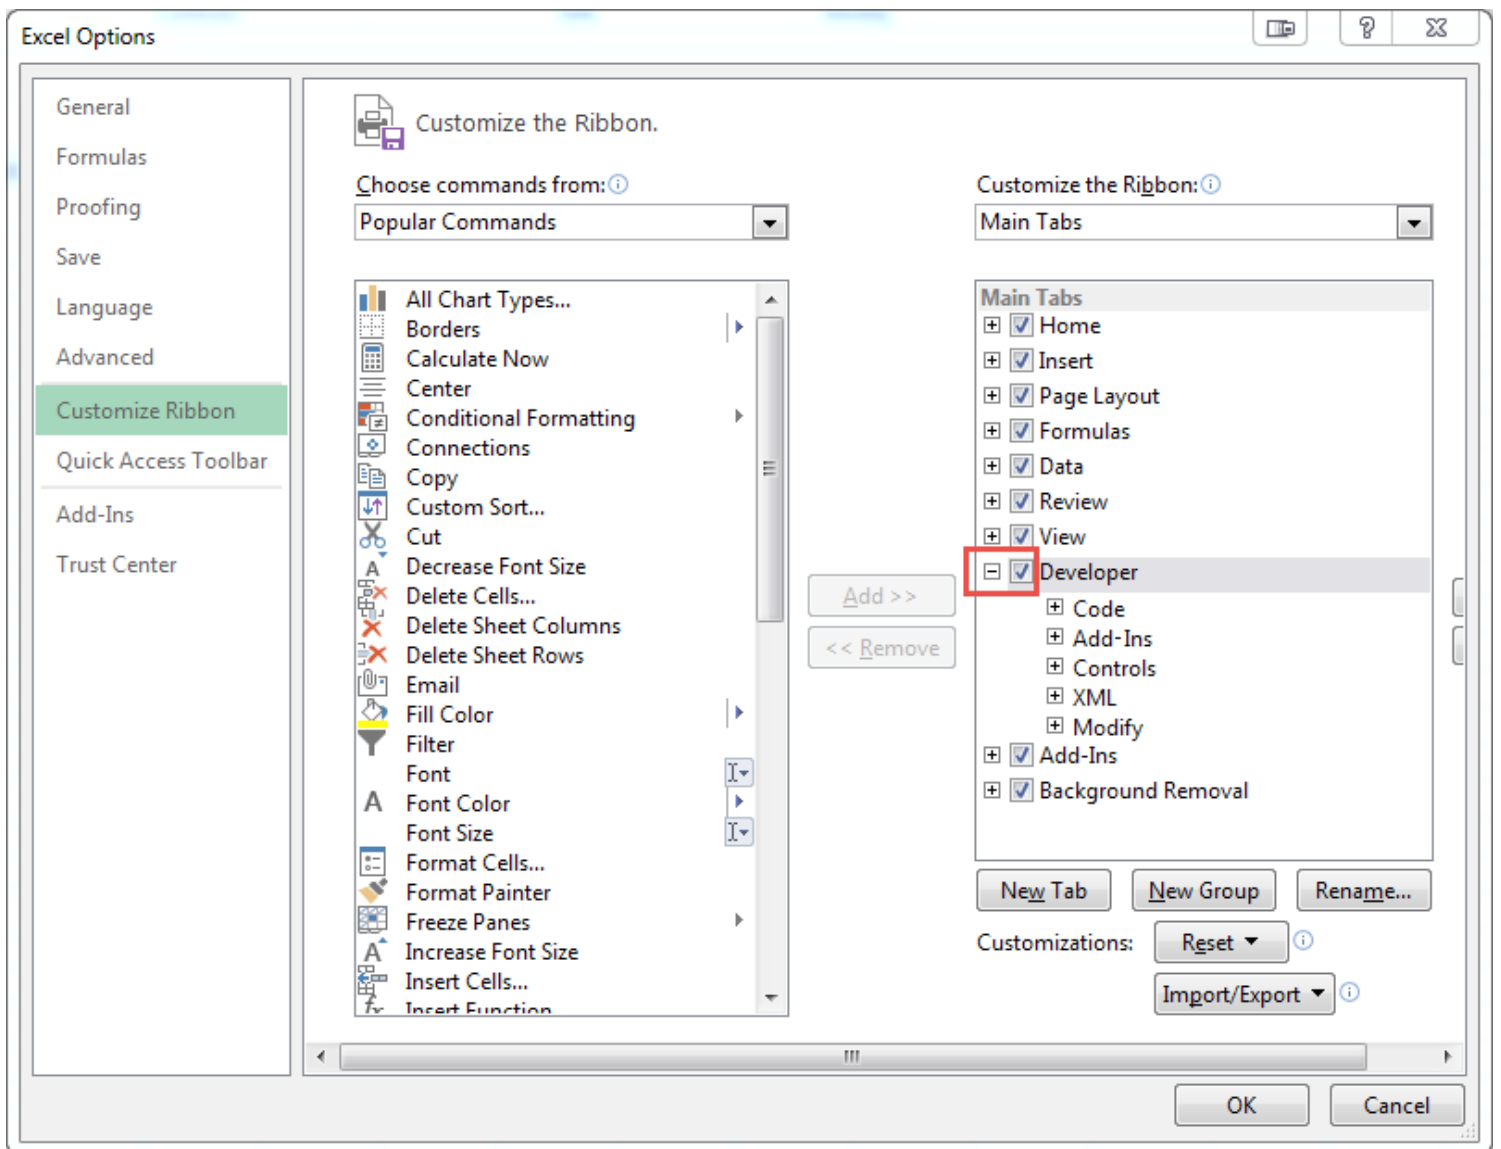 Excel Options
General
Formulas
Proofing
Save
Language
Advanced
Customize Ribbon
Quick Access Toolbar
Add-Ins
Trust Center
Customize the Ribbon.
Choose commands from:
Popular Commands
All Chart Types...
Borders
Calculate Now
Center
Conditional Formatting
Connections
Copy
Custom Sort...
Cut
Decrease Font Size
Delete Cells...
Delete Sheet Columns
Delete Sheet Rows
Email
Fill Color
Filter
Font
Font Color
Font Size
Format Cells...
Format Painter
Freeze Panes
Increase Font Size
Insert Cells...
Insert Function
Add >>
<< Remove
Customize the Ribbon:
Main Tabs
Main Tabs
Home
Insert
Page Layout
Formulas
Data
Review
View
Developer
Code
Add-Ins
Controls
XML
Modify
Add-Ins
Background Removal
New Tab
New Group
Rename...
Customizations:
Reset
Import/Export
OK
Cancel